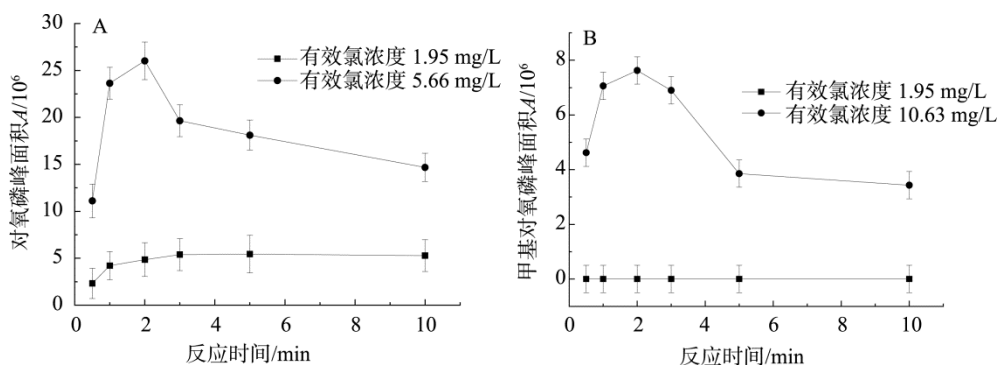 A
有效氯浓度 1.95 mg/L
有效氯浓度 5.66 mg/L
对氧磷峰面积A/10⁶
30
25
20
15
10
5
0
0 2 4 6 8 10
反应时间/min
B
有效氯浓度 1.95 mg/L
有效氯浓度 10.63 mg/L
甲基对氧磷峰面积A/10⁶
8
6
4
2
0
0 2 4 6 8 10
反应时间/min